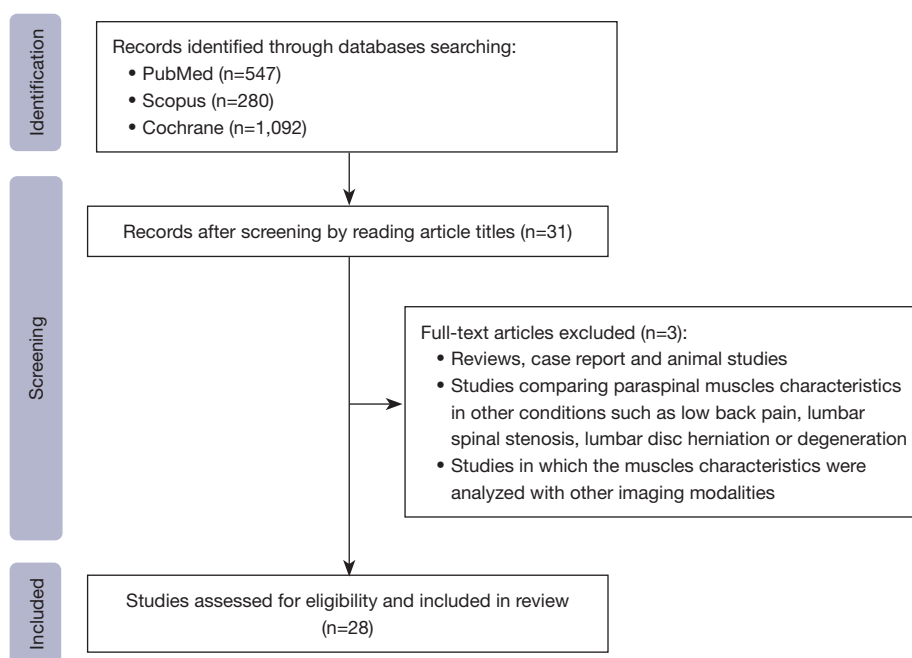 Identification
Records identified through databases searching:
• PubMed (n=547)
• Scopus (n=280)
• Cochrane (n=1,092)
Screening
Records after screening by reading article titles (n=31)
Full-text articles excluded (n=3):
• Reviews, case report and animal studies
• Studies comparing paraspinal muscles characteristics
in other conditions such as low back pain, lumbar
spinal stenosis, lumbar disc herniation or degeneration
• Studies in which the muscles characteristics were
analyzed with other imaging modalities
Included
Studies assessed for eligibility and included in review
(n=28)